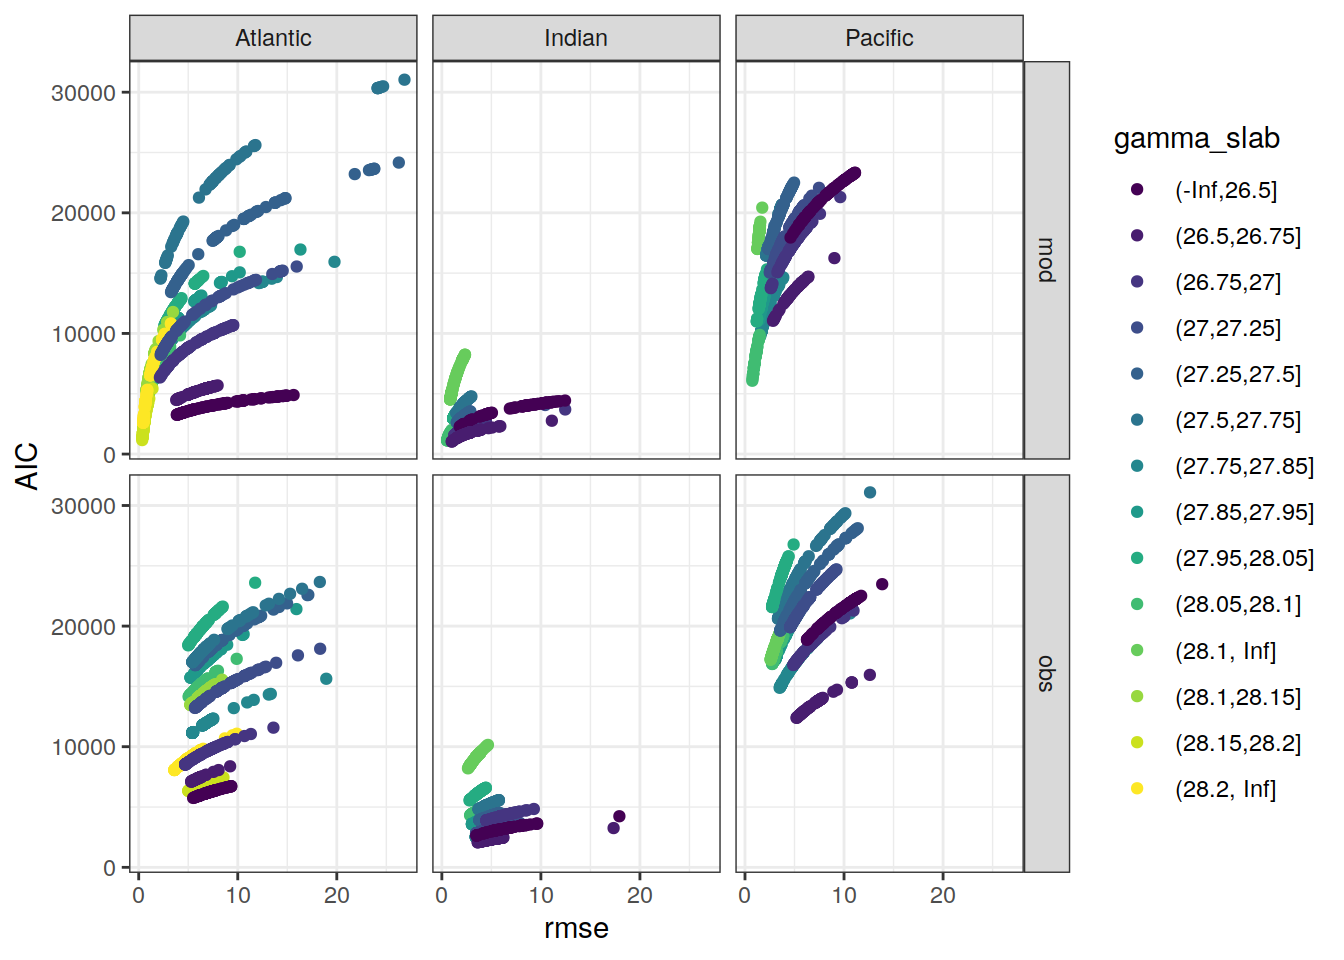 Atlantic
Indian
Pacific
30000
20000
10000
0
mod
30000
20000
10000
0
obs
AIC
0 10 20
0 10 20
0 10 20
rmse
gamma_slab
(-Inf,26.5]
(26.5,26.75]
(26.75,27]
(27,27.25]
(27.25,27.5]
(27.5,27.75]
(27.75,27.85]
(27.85,27.95]
(27.95,28.05]
(28.05,28.1]
(28.1, Inf]
(28.1,28.15]
(28.15,28.2]
(28.2, Inf]